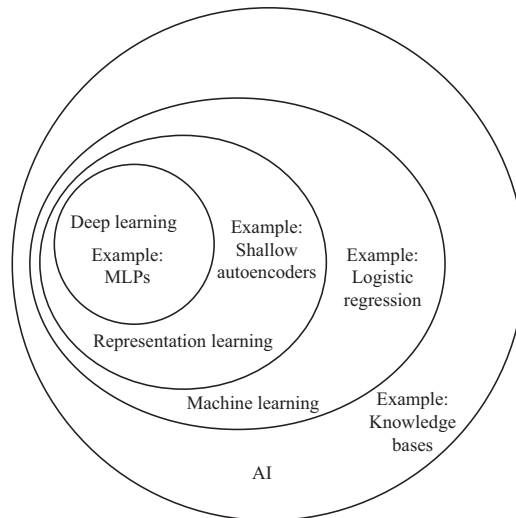 Deep learning
Example:
MLPs
Example:
Shallow
autoencoders
Example:
Logistic
regression
Representation learning
Machine learning
Example:
Knowledge
bases
AI